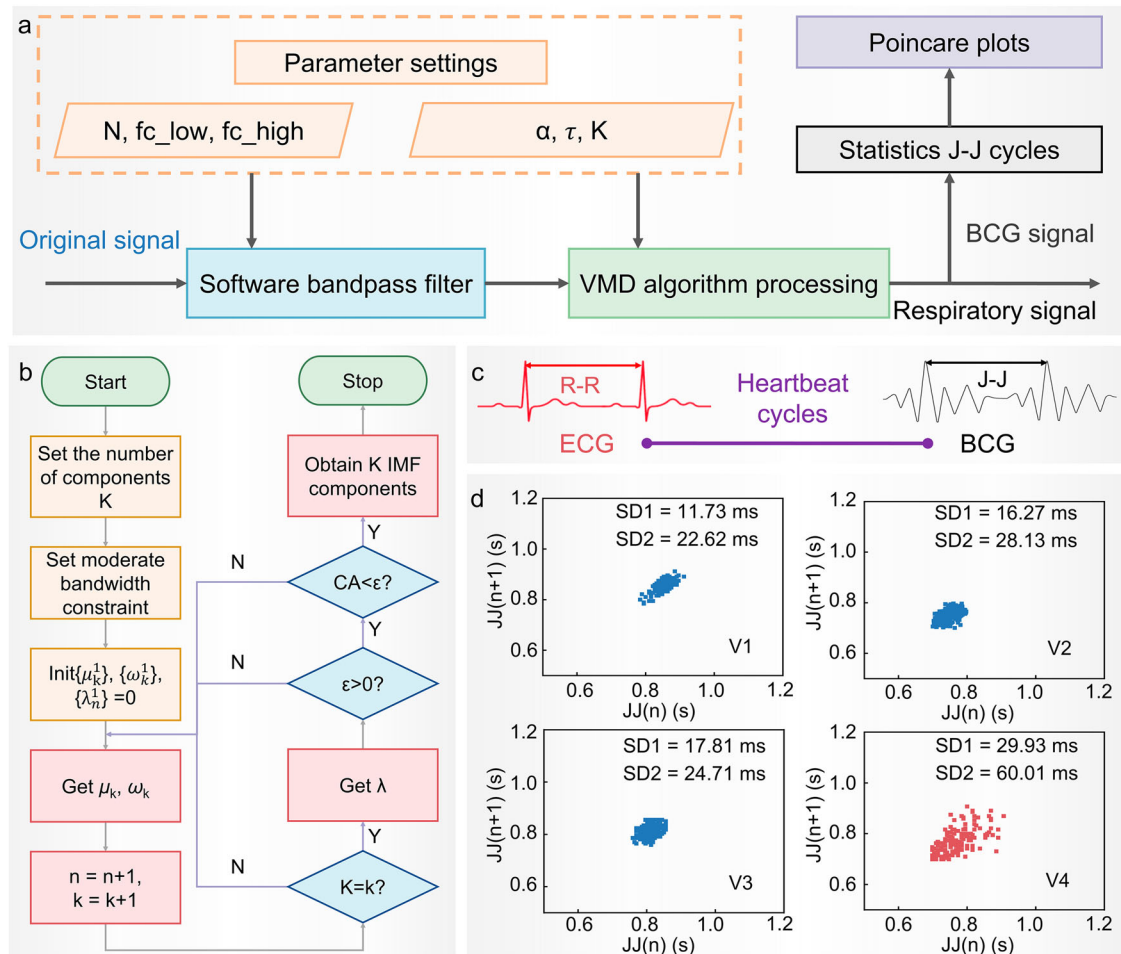 a
Parameter settings
N, fc_low, fc_high
α, τ, K
Original signal
Software bandpass filter
VMD algorithm processing
Poincare plots
Statistics J-J cycles
BCG signal
Respiratory signal
b
Start
Set the number
of components
K
Set moderate
bandwidth
constraint
Init{μ_k^1}, {ω_k^1},
{λ_n^1} =0
Get μ_k, ω_k
n = n+1,
k = k+1
Stop
Obtain K IMF
components
Y
N
CA<ε?
Y
N
ε>0?
Get λ
Y
N
K=k?
c
R-R
ECG
Heartbeat
cycles
J-J
BCG
d
1.2
1.0
0.8
0.6
JJ(n+1) (s)
SD1 = 11.73 ms
SD2 = 22.62 ms
V1
0.6 0.8 1.0 1.2
JJ(n) (s)
1.2
1.0
0.8
0.6
JJ(n+1) (s)
SD1 = 16.27 ms
SD2 = 28.13 ms
V2
0.6 0.8 1.0 1.2
JJ(n) (s)
1.2
1.0
0.8
0.6
JJ(n+1) (s)
SD1 = 17.81 ms
SD2 = 24.71 ms
V3
0.6 0.8 1.0 1.2
JJ(n) (s)
1.2
1.0
0.8
0.6
JJ(n+1) (s)
SD1 = 29.93 ms
SD2 = 60.01 ms
V4
0.6 0.8 1.0 1.2
JJ(n) (s)